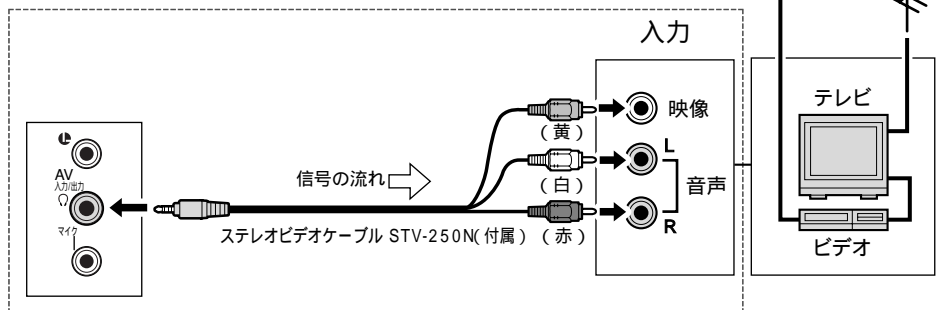 入力
映像
(黄)
L
(白)
音声
R
(赤)
信号の流れ
ステレオビデオケーブル STV-250N(付属)
AV
入力/出力
マイク
テレビ
ビデオ